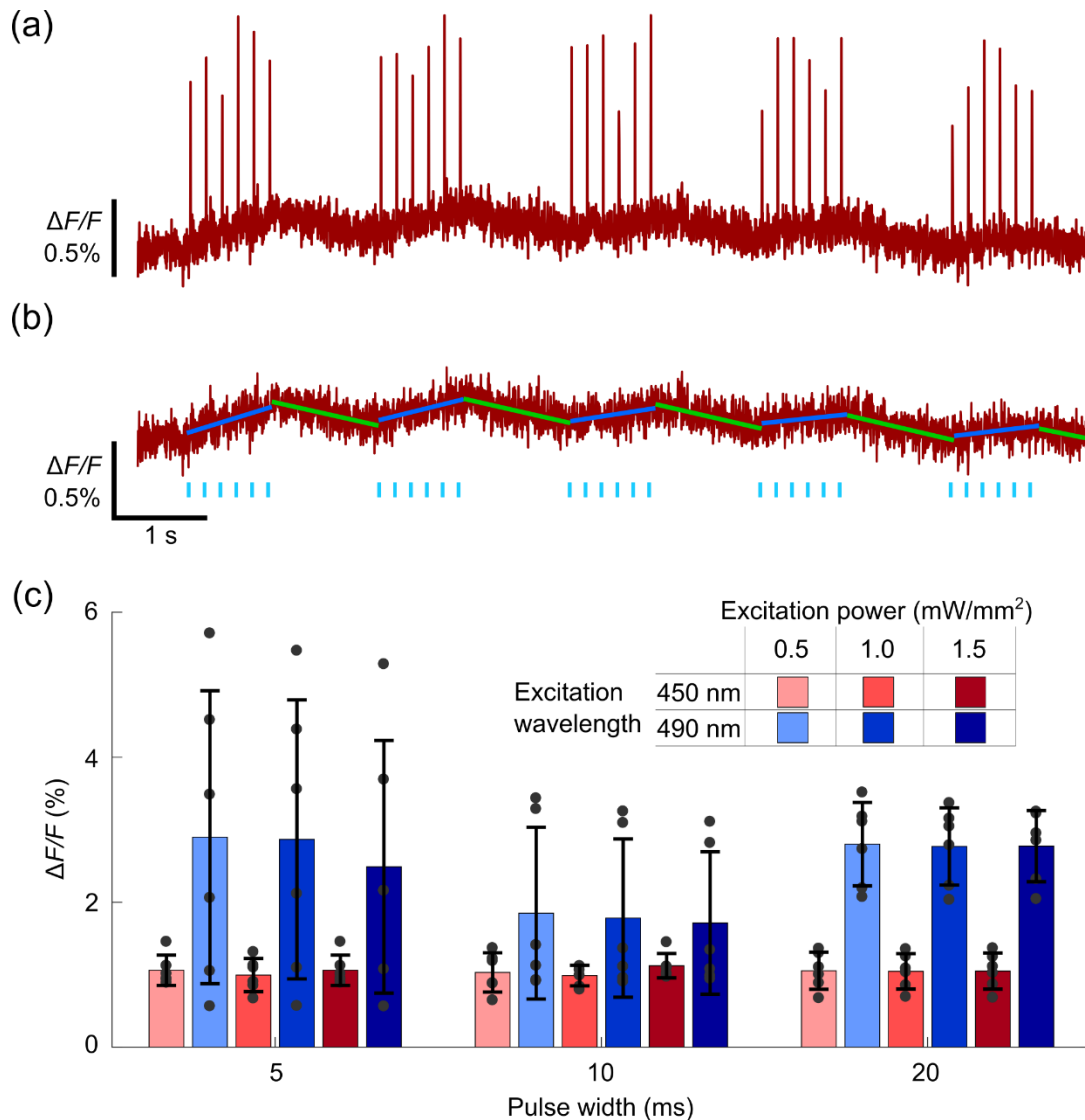 (a)
ΔF/F
0.5%
(b)
ΔF/F
0.5%
1 s
(c)
6
4
2
0
ΔF/F (%)
Excitation power (mW/mm²)
0.5 1.0 1.5
Excitation wavelength
450 nm
490 nm
5 10 20
Pulse width (ms)